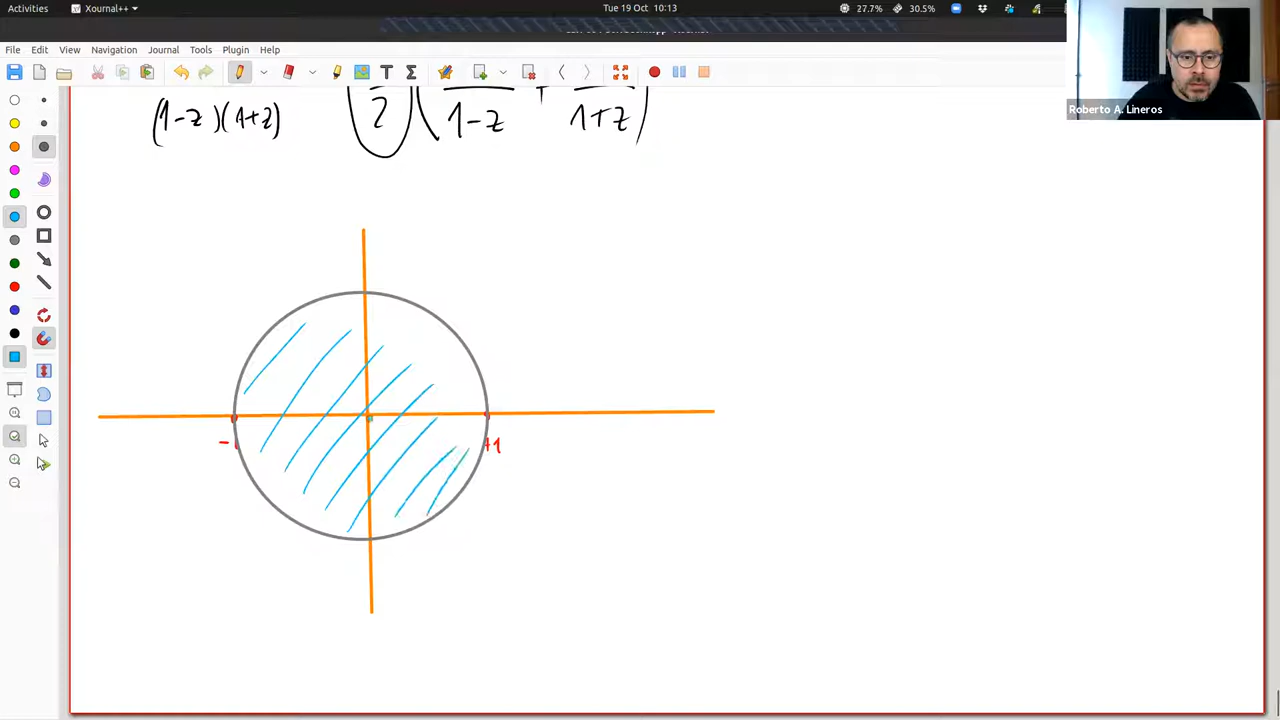 Activities Xournal++ Tue 19 Oct 10:13 27.7% 30.5%
File Edit View Navigation Journal Tools Plugin Help
Roberto A. Lineros
(1-z)(1+z) 2 ( 1-z + 1+z )
-1 +1